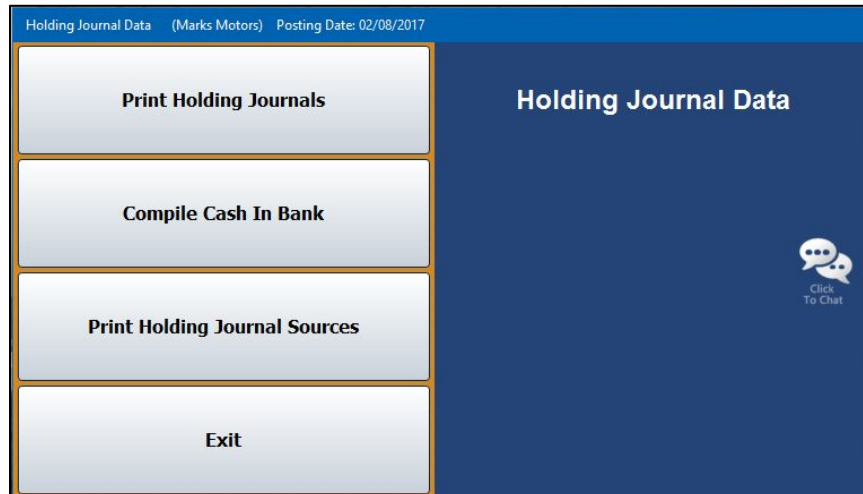 Holding Journal Data (Marks Motors) Posting Date: 02/08/2017
Print Holding Journals
Holding Journal Data
Compile Cash In Bank
Click
To Chat
Print Holding Journal Sources
Exit